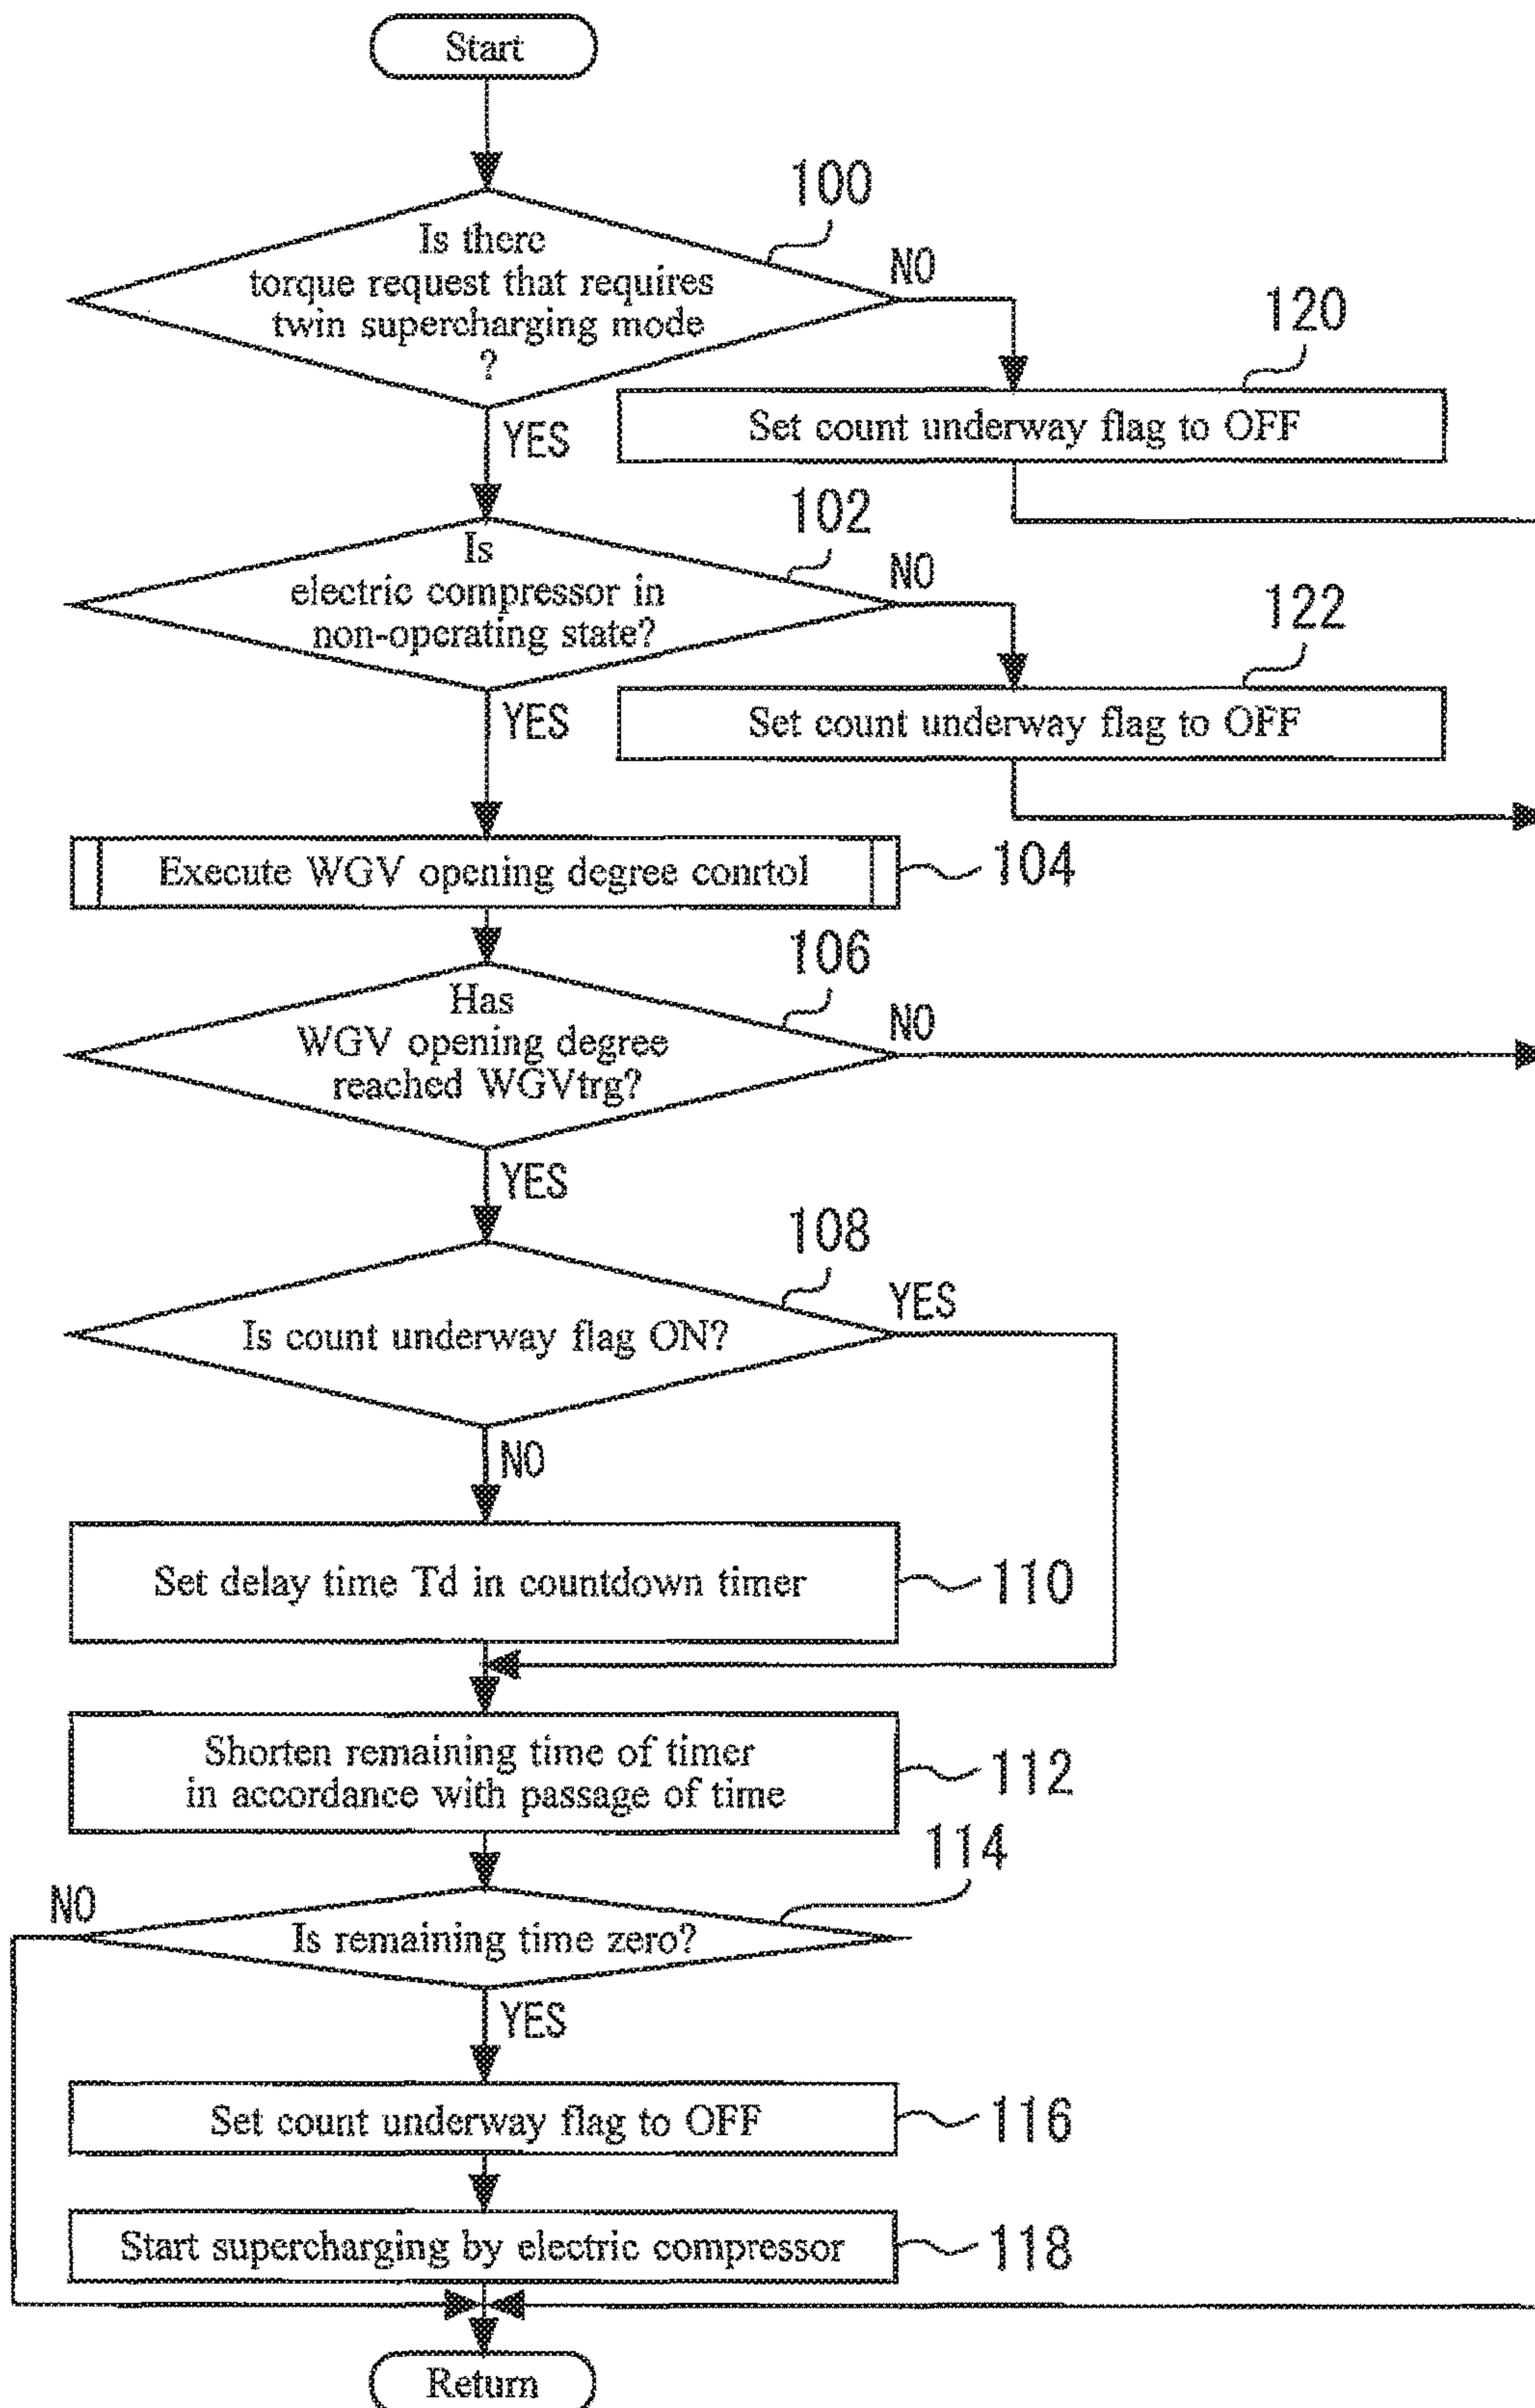 Start
100
Is there
torque request that requires
twin supercharging mode
?
NO
YES
120
Set count underway flag to OFF
102
Is
electric compressor in
non-operating state?
NO
YES
122
Set count underway flag to OFF
Execute WGV opening degree conrtol
104
106
Has
WGV opening degree
reached WGVtrg?
NO
YES
108
Is count underway flag ON?
YES
NO
Set delay time Td in countdown timer
110
Shorten remaining time of timer
in accordance with passage of time
112
114
NO
Is remaining time zero?
YES
Set count underway flag to OFF
116
Start supercharging by electric compressor
118
Return